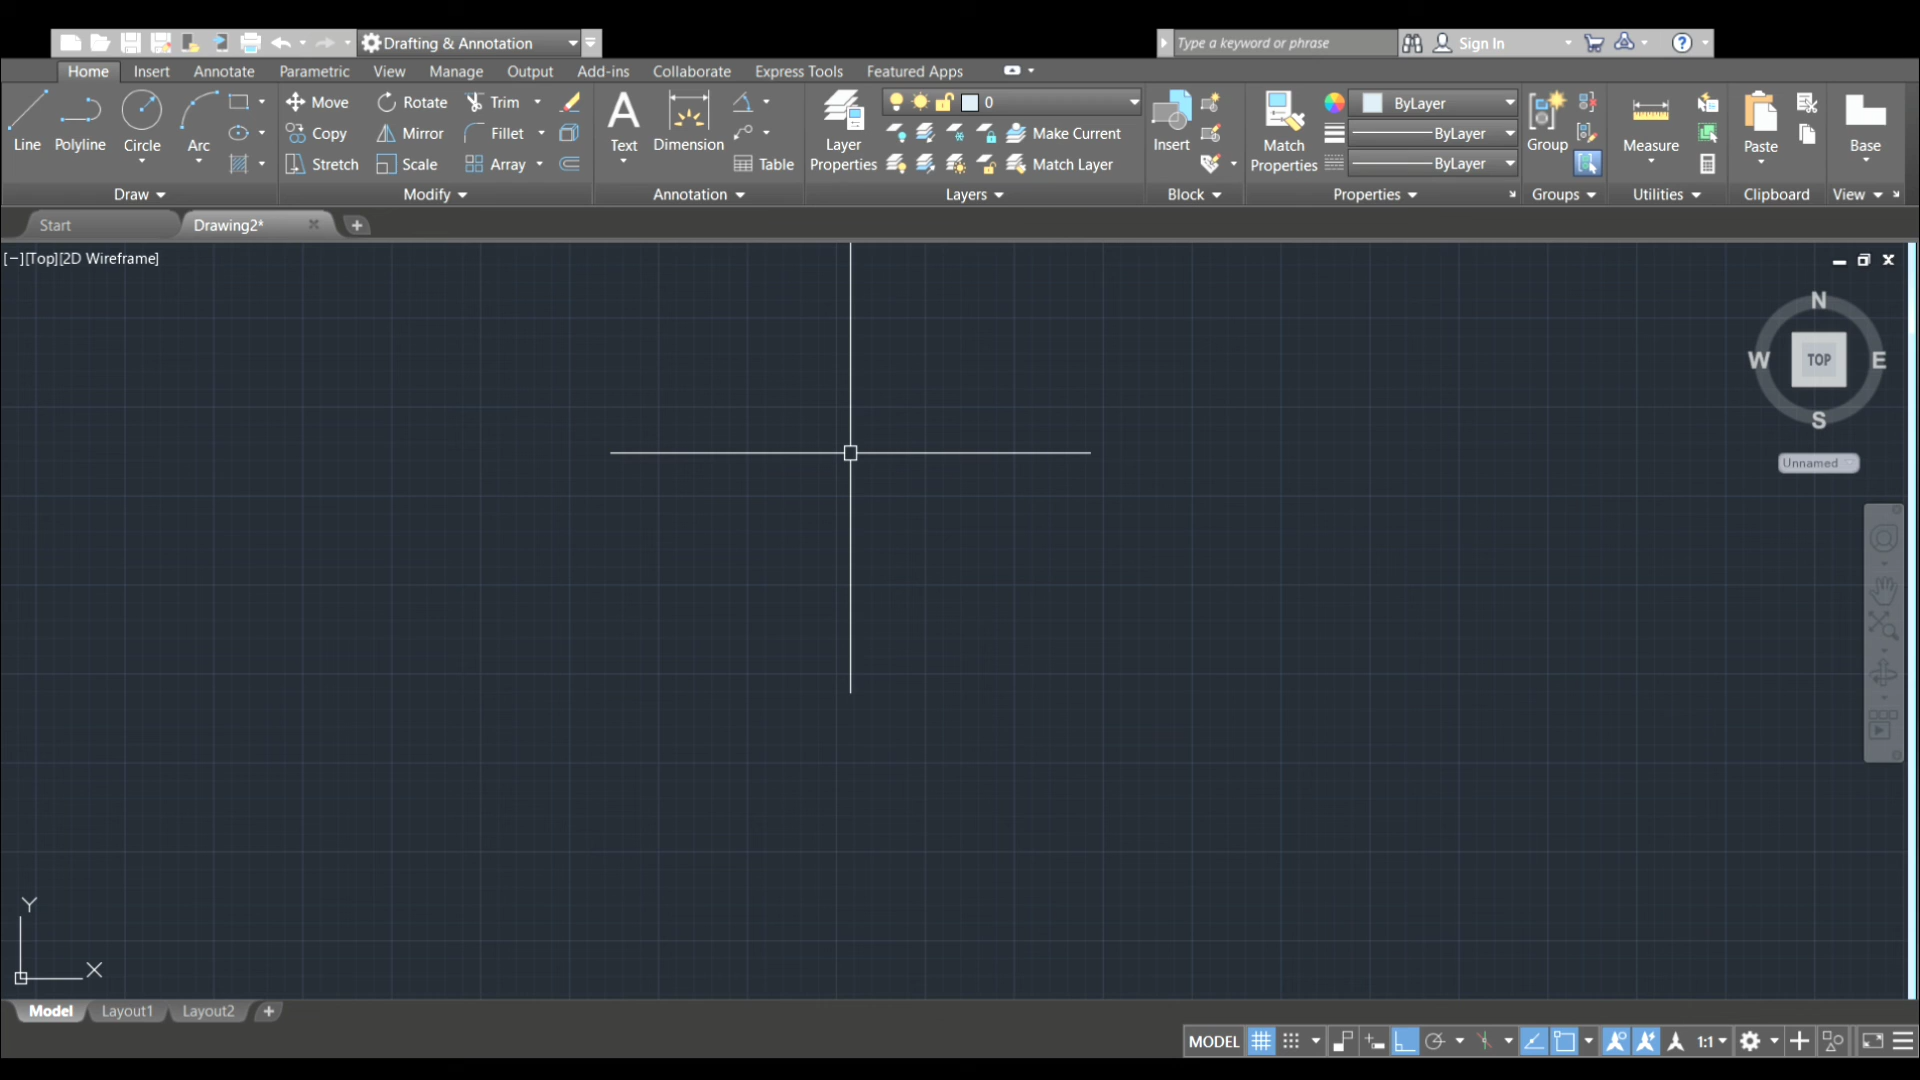 Drafting & Annotation
Type a keyword or phrase
Sign In
?
Home Insert Annotate Parametric View Manage Output Add-ins Collaborate Express Tools Featured Apps
Line Polyline Circle Arc
Move Rotate Trim
Copy Mirror Fillet
Stretch Scale Array
A
Text Dimension
Table
Layer
Properties
0
Make Current
Match Layer
Insert
Match
Properties
ByLayer
ByLayer
ByLayer
Group
Measure
Paste
Base
Draw Modify Annotation Layers Block Properties Groups Utilities Clipboard View
Start Drawing2*
[−][Top][2D Wireframe]
N
W TOP E
S
Unnamed
Y
X
Model Layout1 Layout2
MODEL 1:1